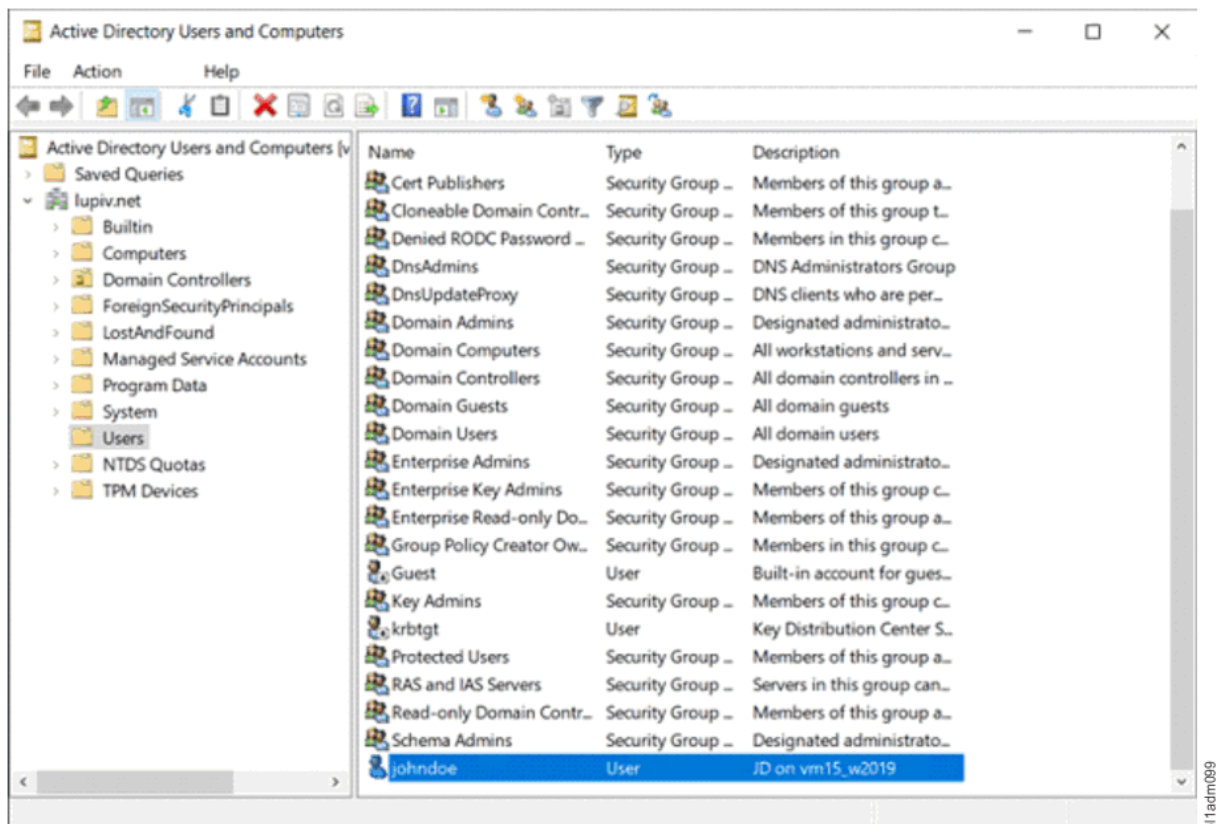 Active Directory Users and Computers
File Action Help
Active Directory Users and Computers [v
Saved Queries
lupiv.net
Builtin
Computers
Domain Controllers
ForeignSecurityPrincipals
LostAndFound
Managed Service Accounts
Program Data
System
Users
NTDS Quotas
TPM Devices
Name Type Description
Cert Publishers Security Group ... Members of this group a...
Cloneable Domain Contr... Security Group ... Members of this group t...
Denied RODC Password ... Security Group ... Members in this group c...
DnsAdmins Security Group ... DNS Administrators Group
DnsUpdateProxy Security Group ... DNS clients who are per...
Domain Admins Security Group ... Designated administrato...
Domain Computers Security Group ... All workstations and serv...
Domain Controllers Security Group ... All domain controllers in ...
Domain Guests Security Group ... All domain guests
Domain Users Security Group ... All domain users
Enterprise Admins Security Group ... Designated administrato...
Enterprise Key Admins Security Group ... Members of this group c...
Enterprise Read-only Do... Security Group ... Members of this group a...
Group Policy Creator Ow... Security Group ... Members in this group c...
Guest User Built-in account for gues...
Key Admins Security Group ... Members of this group c...
krbtgt User Key Distribution Center S...
Protected Users Security Group ... Members of this group a...
RAS and IAS Servers Security Group ... Servers in this group can...
Read-only Domain Contr... Security Group ... Members of this group a...
Schema Admins Security Group ... Designated administrato...
johndoe User JD on vm15_w2019
l1adm099